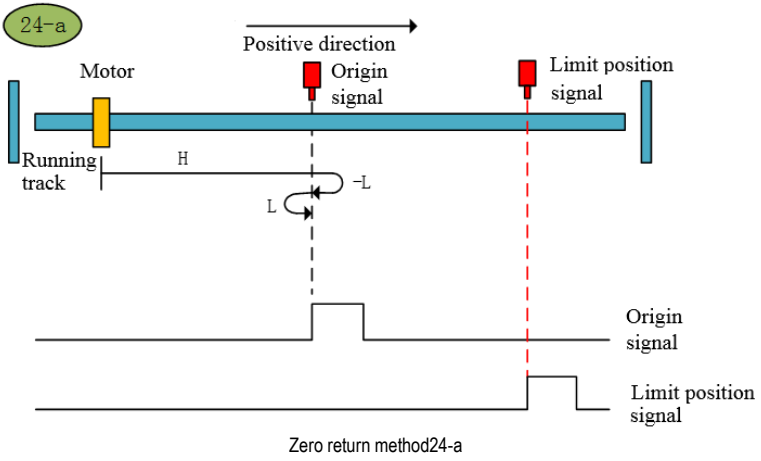 24-a
Positive direction
Motor
Origin
signal
Limit position
signal
Running
track
H
-L
L
Origin
signal
Limit position
signal
Zero return method24-a